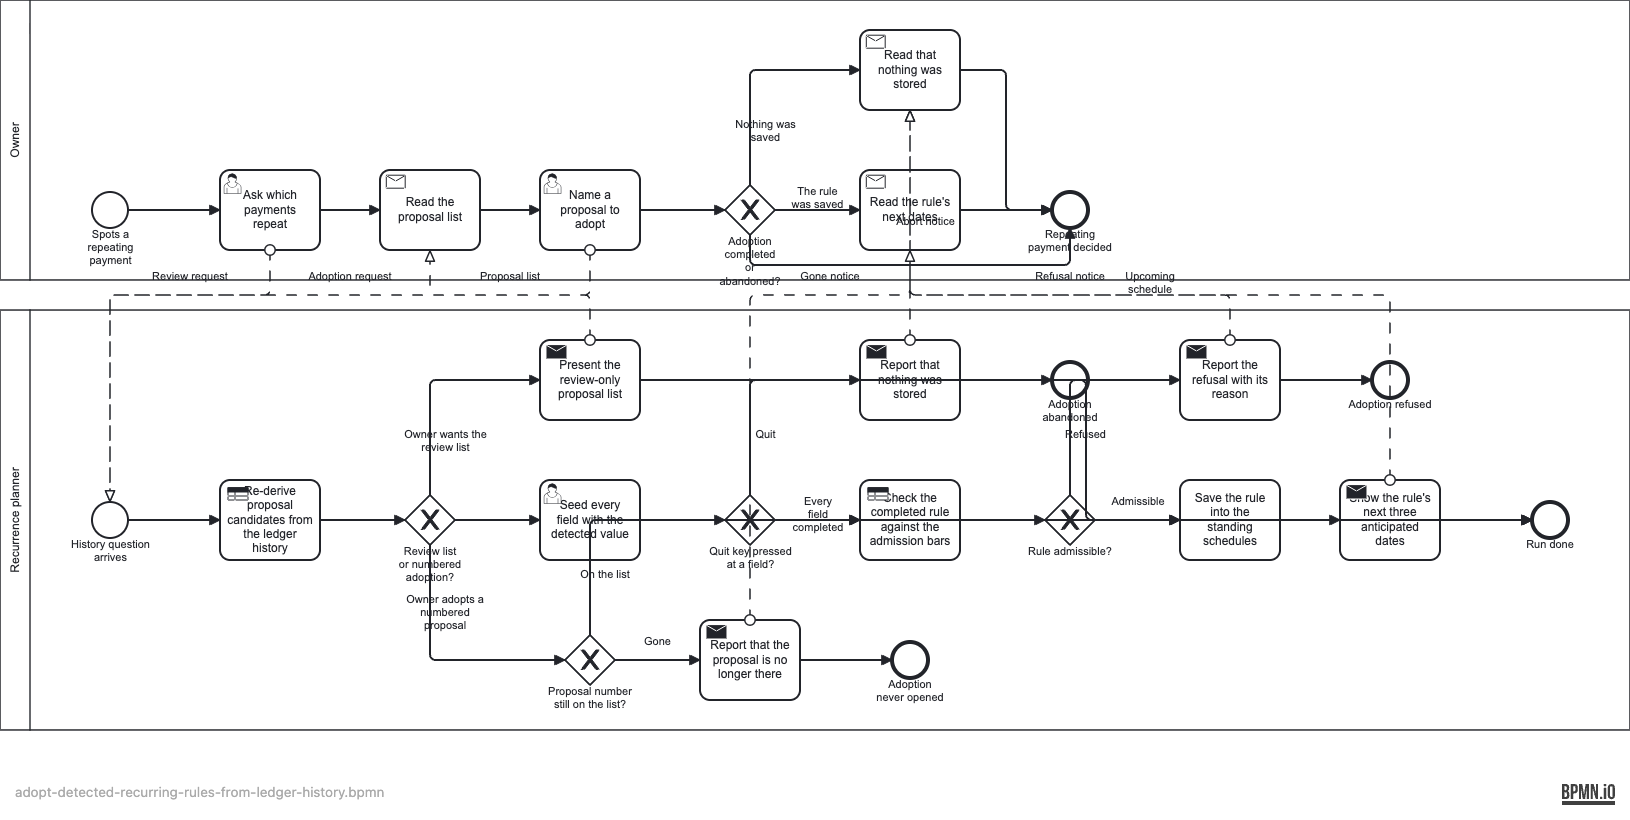 Owner
Read that
nothing was
stored
Nothing was
saved
Ask which
payments
repeat
Read the
proposal list
Name a
proposal to
adopt
The rule
was saved
Read the rule's
next dates
Abort notice
Spots a
repeating
payment
Adoption
completed
or
abandoned?
Repeating
payment decided
Review request
Adoption request
Proposal list
Gone notice
Refusal notice
Upcoming
schedule
Recurrence planner
Present the
review-only
proposal list
Report that
nothing was
stored
Adoption
abandoned
Report the
refusal with its
reason
Adoption refused
Owner wants the
review list
Quit
Refused
History question
arrives
Re-derive
proposal
candidates from
the ledger
history
Review list
or numbered
adoption?
Seed every
field with the
detected value
Quit key pressed
at a field?
Every
field
completed
Check the
completed rule
against the
admission bars
Rule admissible?
Admissible
Save the rule
into the
standing
schedules
Show the rule's
next three
anticipated
dates
Run done
On the list
Owner adopts a
numbered
proposal
Proposal number
still on the list?
Gone
Report that the
proposal is no
longer there
Adoption
never opened
adopt-detected-recurring-rules-from-ledger-history.bpmn
BPMN.iO